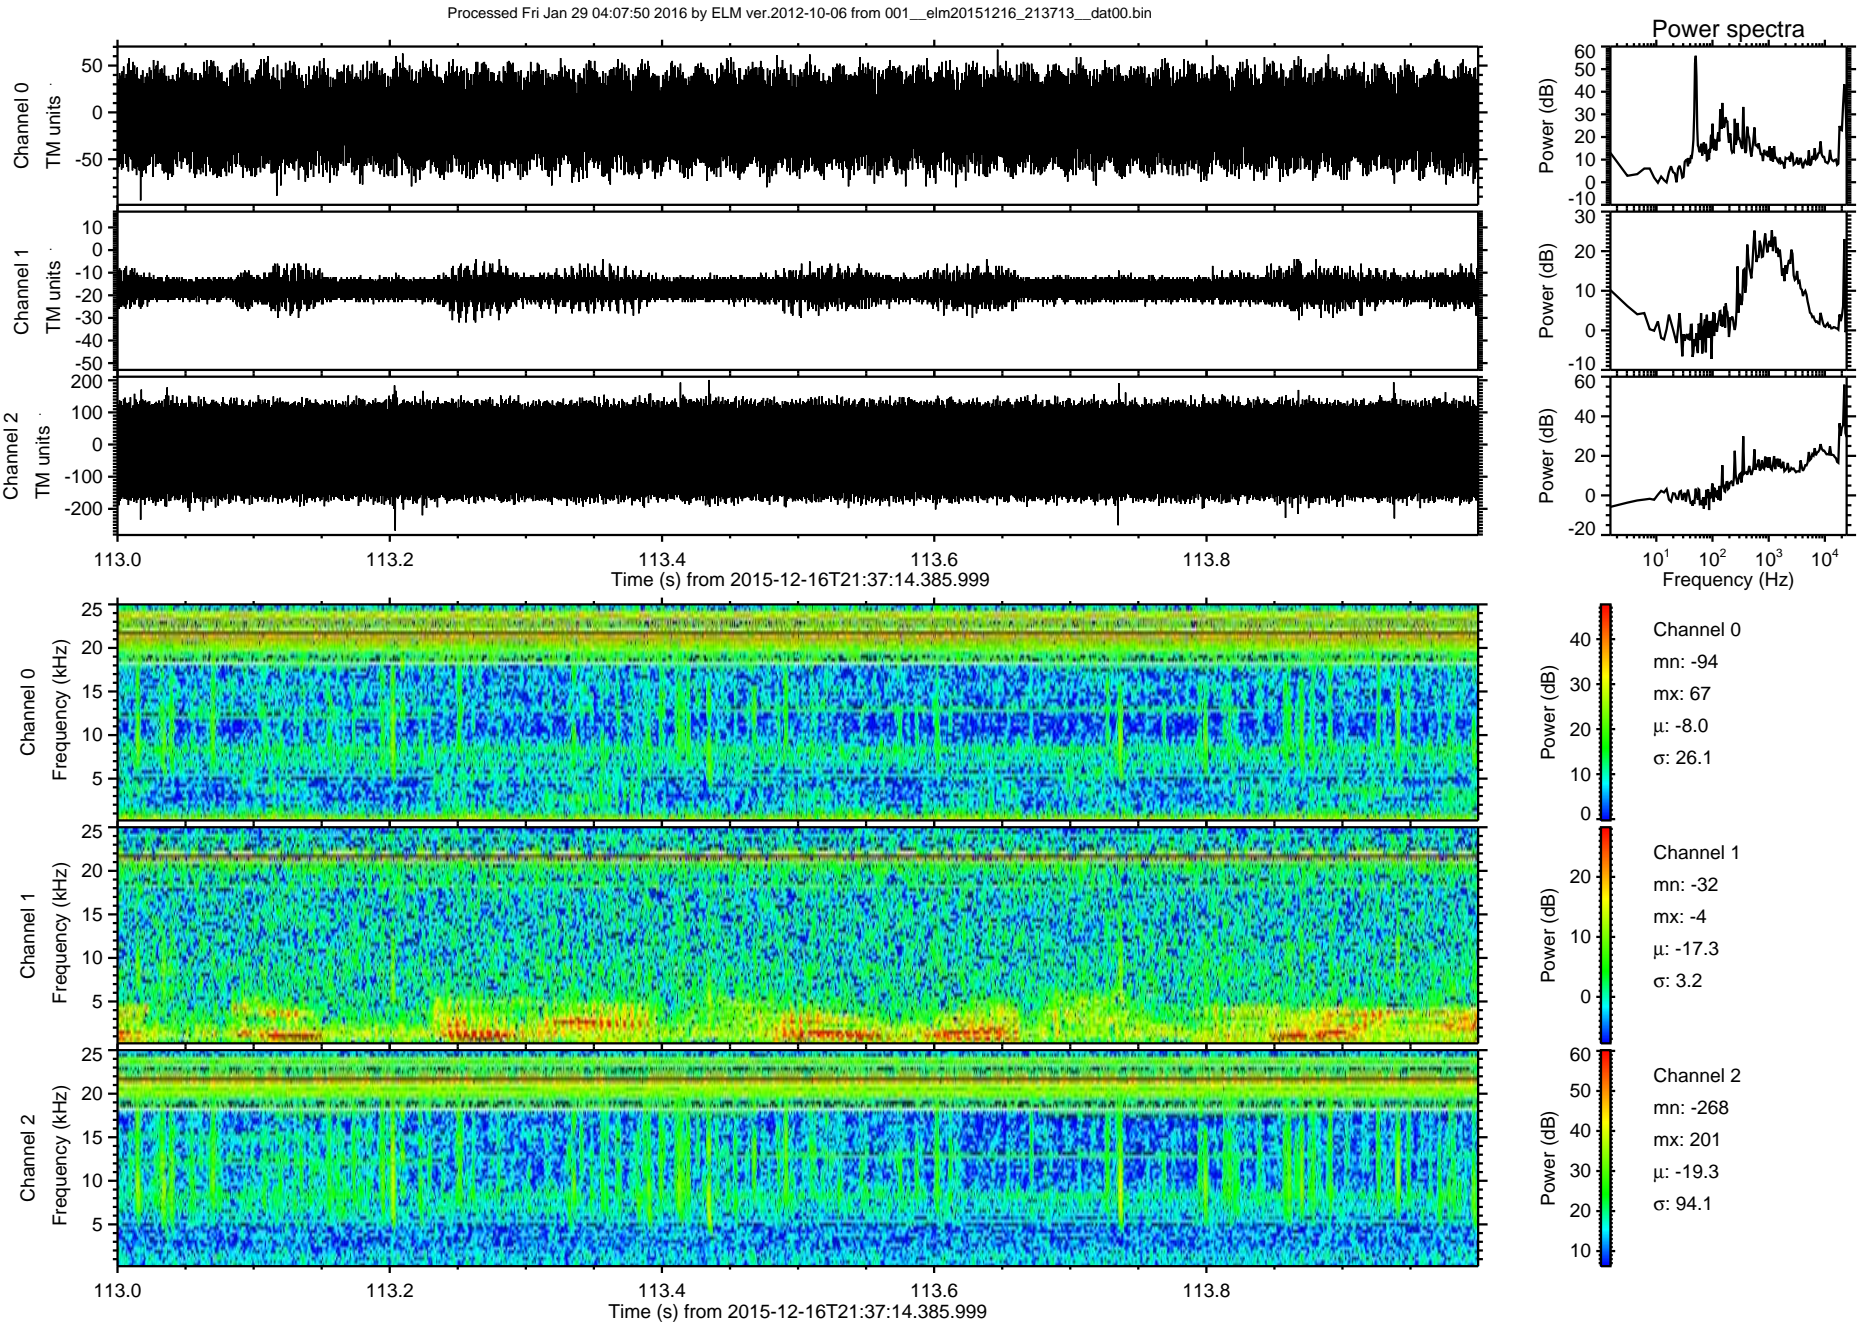 Processed Fri Jan 29 04:07:50 2016 by ELM ver.2012-10-06 from 001__elm20151216_213713__dat00.bin
Power spectra
Channel 0
TM units
50
0
-50
Power (dB)
60
50
40
30
20
10
0
-10
Channel 1
TM units
10
0
-10
-20
-30
-40
-50
Power (dB)
30
20
10
0
-10
Channel 2
TM units
200
100
0
-100
-200
Power (dB)
60
40
20
0
-20
113.0 113.2 113.4 113.6 113.8
Time (s) from 2015-12-16T21:37:14.385.999
10¹ 10² 10³ 10⁴
Frequency (Hz)
Channel 0
Frequency (kHz)
25
20
15
10
5
Power (dB)
40
30
20
10
0
Channel 0
mn: -94
mx: 67
µ: -8.0
σ: 26.1
Channel 1
Frequency (kHz)
25
20
15
10
5
Power (dB)
20
10
0
Channel 1
mn: -32
mx: -4
µ: -17.3
σ: 3.2
Channel 2
Frequency (kHz)
25
20
15
10
5
Power (dB)
60
50
40
30
20
10
Channel 2
mn: -268
mx: 201
µ: -19.3
σ: 94.1
113.0 113.2 113.4 113.6 113.8
Time (s) from 2015-12-16T21:37:14.385.999